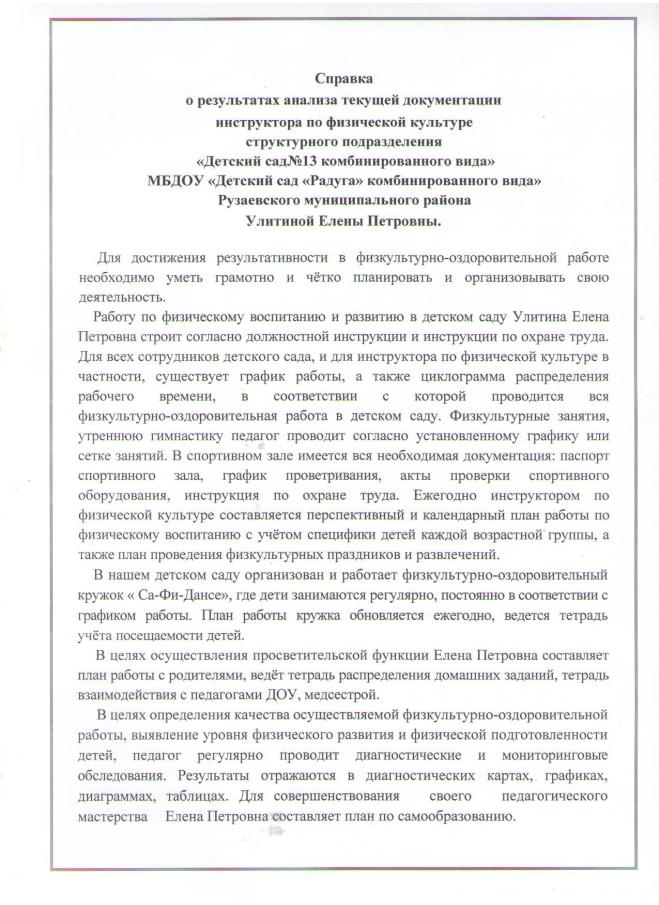 Справка
о результатах анализа текущей документации
инструктора по физической культуре
структурного подразделения
«Детский сад№13 комбинированного вида»
МБДОУ «Детский сад «Радуга» комбинированного вида»
Рузаевского муниципального района
Улитиной Елены Петровны.
Для достижения результативности в физкультурно-оздоровительной работе
необходимо уметь грамотно и чётко планировать и организовывать свою
деятельность.
Работу по физическому воспитанию и развитию в детском саду Улитина Елена
Петровна строит согласно должностной инструкции и инструкции по охране труда.
Для всех сотрудников детского сада, и для инструктора по физической культуре в
частности, существует график работы, а также циклограмма распределения
рабочего времени, в соответствии с которой проводится вся
физкультурно-оздоровительная работа в детском саду. Физкультурные занятия,
утреннюю гимнастику педагог проводит согласно установленному графику или
сетке занятий. В спортивном зале имеется вся необходимая документация: паспорт
спортивного зала, график проветривания, акты проверки спортивного
оборудования, инструкция по охране труда. Ежегодно инструктором по
физической культуре составляется перспективный и календарный план работы по
физическому воспитанию с учётом специфики детей каждой возрастной группы, а
также план проведения физкультурных праздников и развлечений.
В нашем детском саду организован и работает физкультурно-оздоровительный
кружок « Са-Фи-Дансе», где дети занимаются регулярно, постоянно в соответствии с
графиком работы. План работы кружка обновляется ежегодно, ведется тетрадь
учёта посещаемости детей.
В целях осуществления просветительской функции Елена Петровна составляет
план работы с родителями, ведёт тетрадь распределения домашних заданий, тетрадь
взаимодействия с педагогами ДОУ, медсестрой.
В целях определения качества осуществляемой физкультурно-оздоровительной
работы, выявление уровня физического развития и физической подготовленности
детей, педагог регулярно проводит диагностические и мониторинговые
обследования. Результаты отражаются в диагностических картах, графиках,
диаграммах, таблицах. Для совершенствования своего педагогического
мастерства Елена Петровна составляет план по самообразованию.